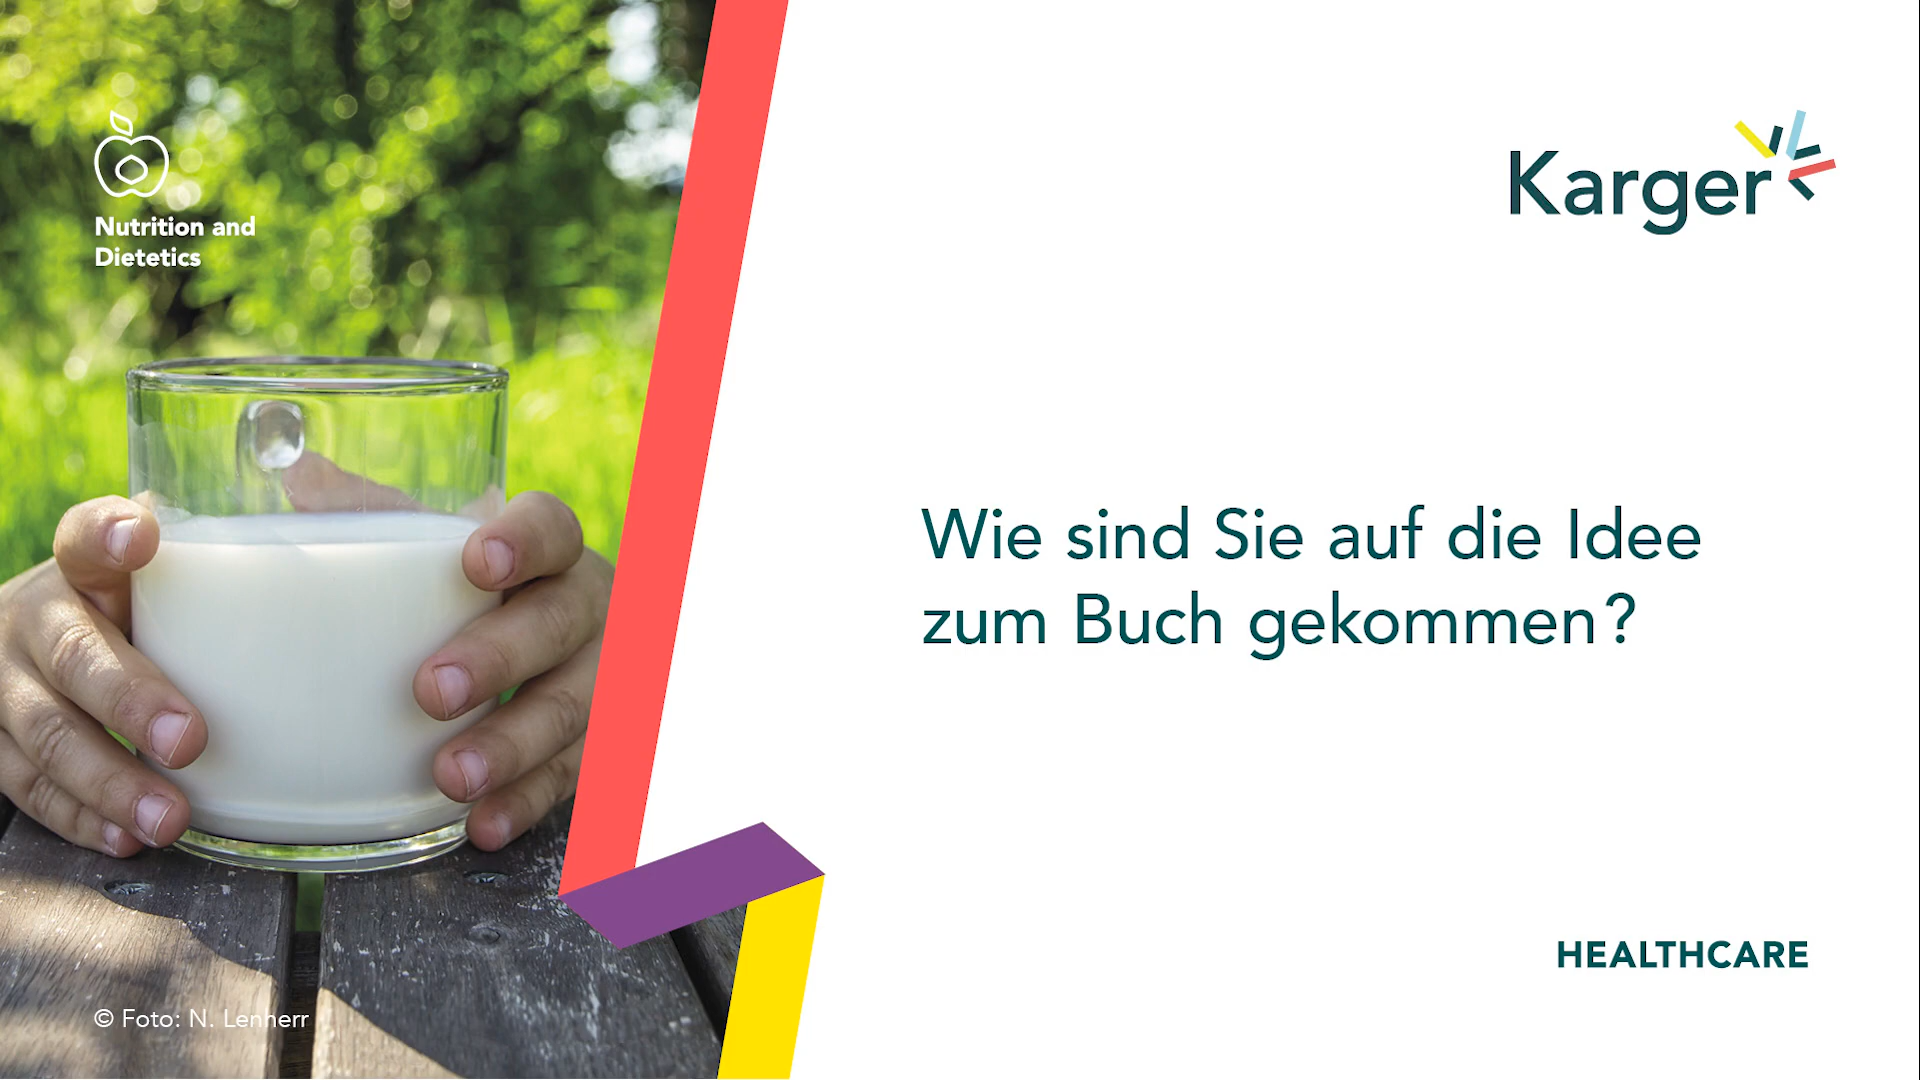 Nutrition and
Dietetics
Karger
Wie sind Sie auf die Idee
zum Buch gekommen?
HEALTHCARE
© Foto: N. Lenherr